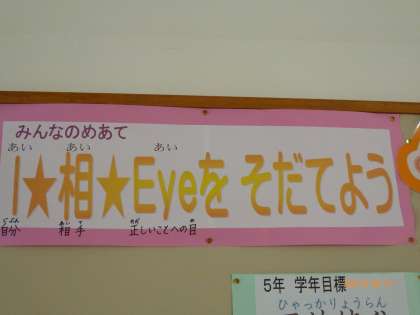 みんなのめあて
あい あい あい
I★相★Eyeを そだてよう
じぶん あい て ただ め
自分 相手 正しいことへの目
5年 学年目標
ひゃっかりょうらん